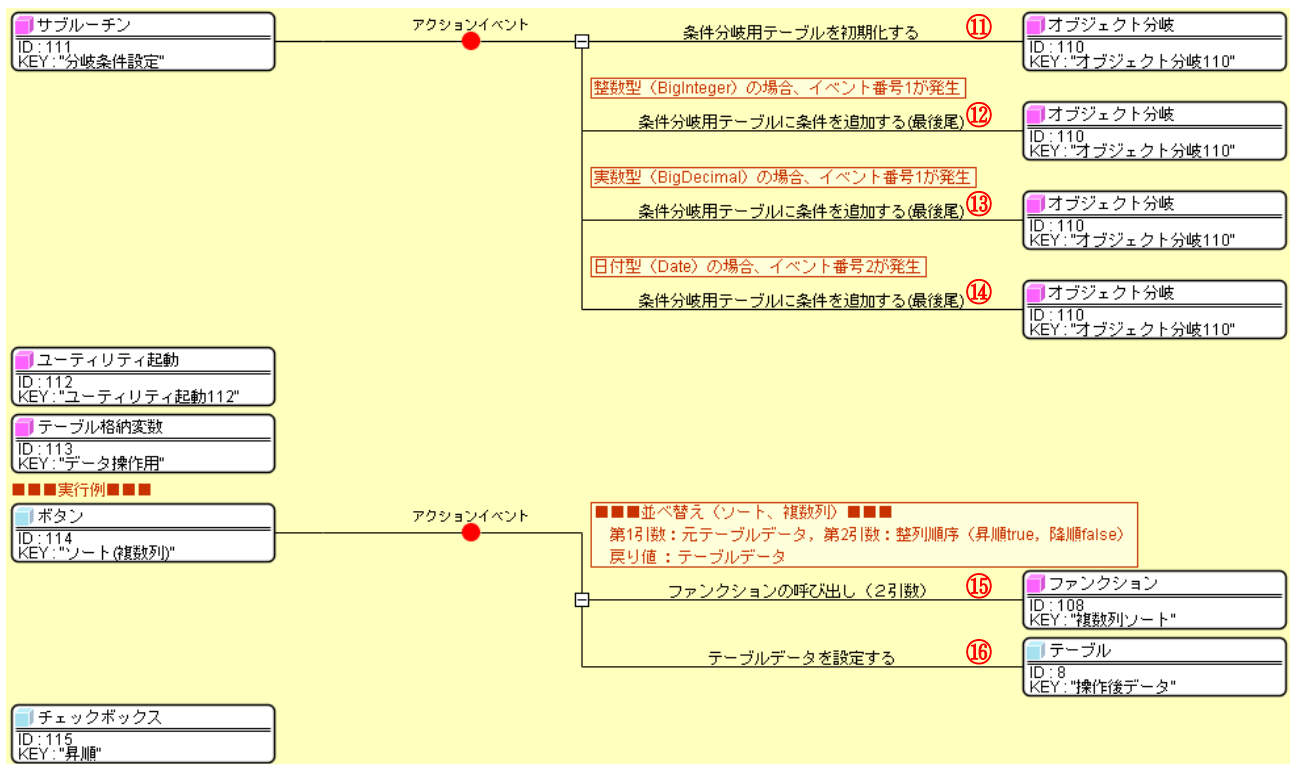 サブルーチン
ID : 111
KEY : "分岐条件設定"
アクションイベント
条件分岐用テーブルを初期化する
⑪
オブジェクト分岐
ID : 110
KEY : "オブジェクト分岐110"
整数型（BigInteger）の場合、イベント番号1が発生
条件分岐用テーブルに条件を追加する(最後尾)
⑫
オブジェクト分岐
ID : 110
KEY : "オブジェクト分岐110"
実数型（BigDecimal）の場合、イベント番号1が発生
条件分岐用テーブルに条件を追加する(最後尾)
⑬
オブジェクト分岐
ID : 110
KEY : "オブジェクト分岐110"
日付型（Date）の場合、イベント番号2が発生
条件分岐用テーブルに条件を追加する(最後尾)
⑭
オブジェクト分岐
ID : 110
KEY : "オブジェクト分岐110"
ユーティリティ起動
ID : 112
KEY : "ユーティリティ起動112"
テーブル格納変数
ID : 113
KEY : "データ操作用"
■■■実行例■■■
ボタン
ID : 114
KEY : "ソート(複数列)"
アクションイベント
■■■並べ替え（ソート、複数列）■■■
第1引数：元テーブルデータ，第2引数：整列順序（昇順true，降順false）
戻り値：テーブルデータ
ファンクションの呼び出し（２引数）
⑮
ファンクション
ID : 108
KEY : "複数列ソート"
テーブルデータを設定する
⑯
テーブル
ID : 8
KEY : "操作後データ"
チェックボックス
ID : 115
KEY : "昇順"